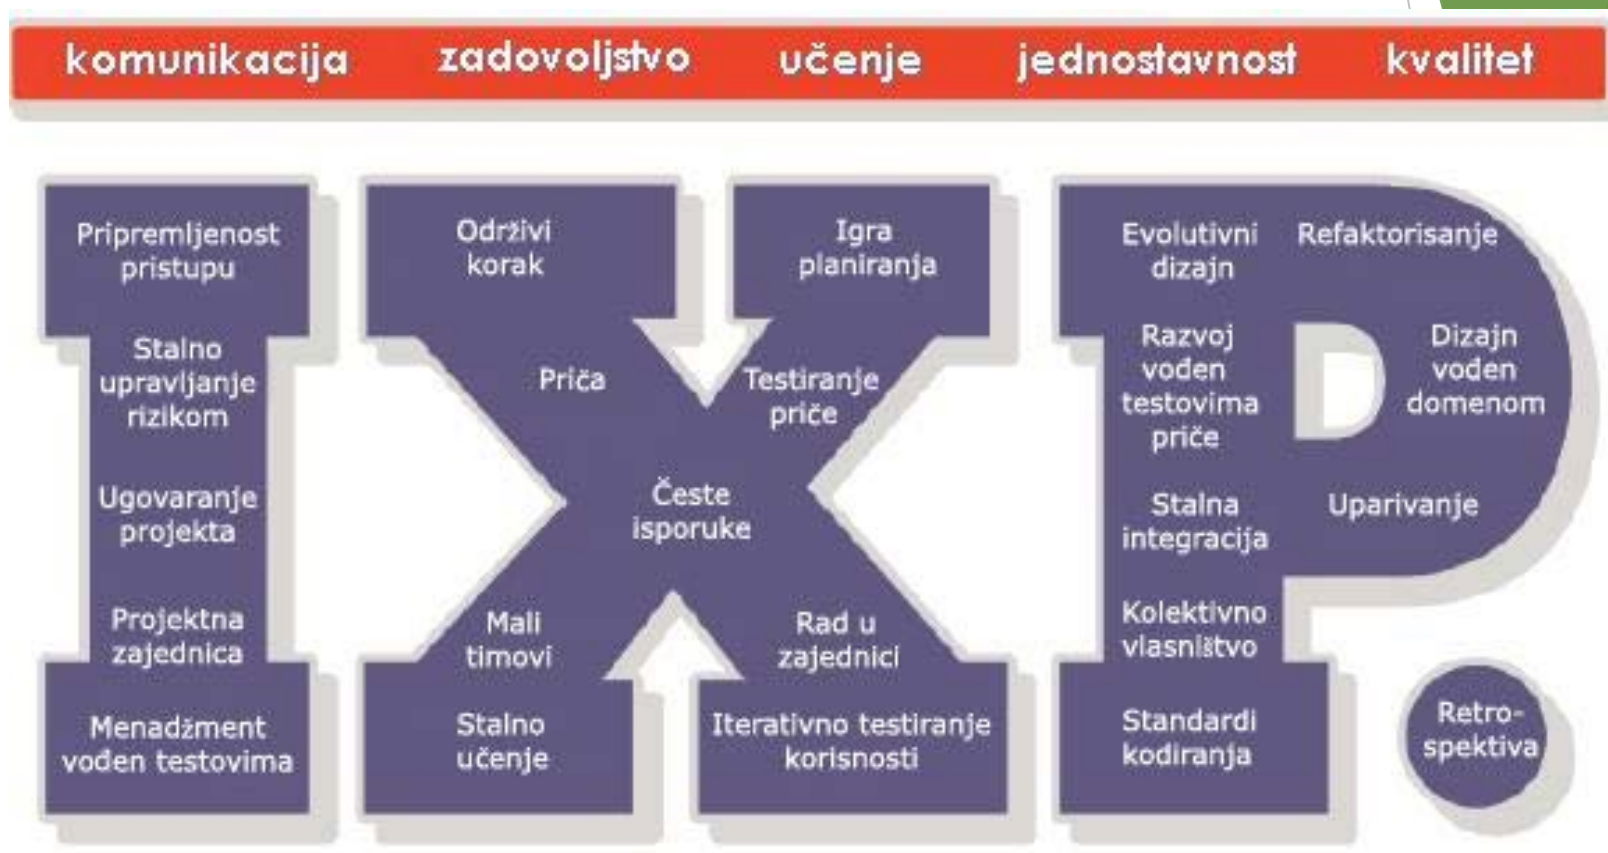 komunikacija zadovoljstvo učenje jednostavnost kvalitet
Pripremljenost
pristupu
Stalno
upravljanje
rizikom
Ugovaranje
projekta
Projektna
zajednica
Menadžment
vođen testovima
Održivi
korak
Igra
planiranja
Priča
Testiranje
priče
Česte
isporuke
Mali
timovi
Rad u
zajednici
Stalno
učenje
Iterativno testiranje
korisnosti
Evolutivni
dizajn
Refaktorisanje
Razvoj
vođen
testovima
priče
Dizajn
vođen
domenom
Stalna
integracija
Uparivanje
Kolektivno
vlasništvo
Standardi
kodiranja
Retro-
spektiva